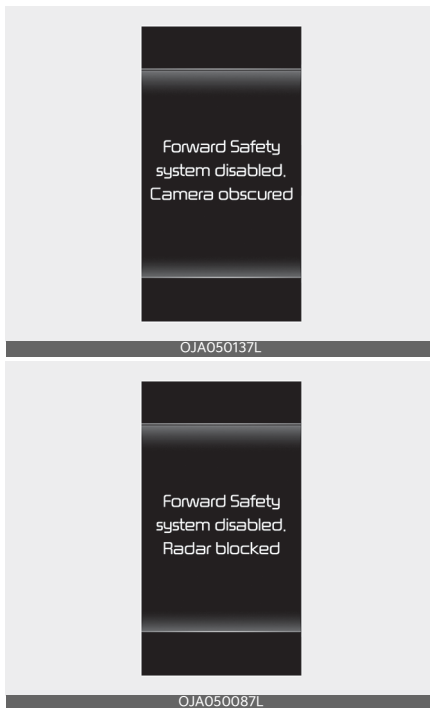 Forward Safety
system disabled,
Camera obscured
OJA050137L
Forward Safety
system disabled,
Radar blocked
OJA050087L